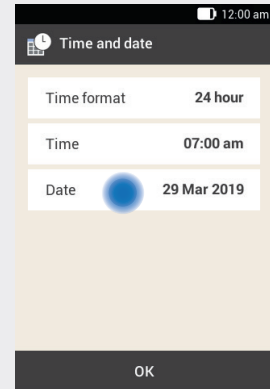 12:00 am
Time and date
Time format 24 hour
Time 07:00 am
Date 29 Mar 2019
OK